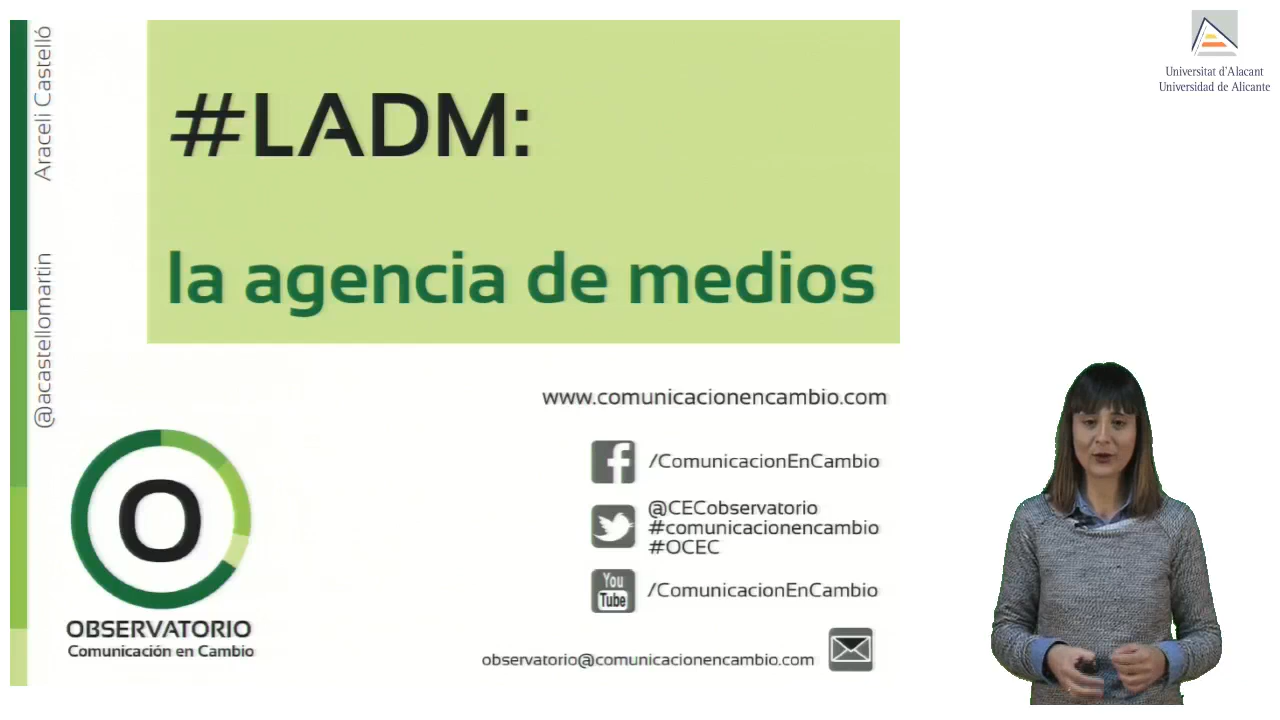 Araceli Castelló
@acastellomartin
#LADM:
la agencia de medios
Universitat d'Alacant
Universidad de Alicante
www.comunicacionencambio.com
/ComunicacionEnCambio
@CECobservatorio
#comunicacionencambio
#OCEC
You
Tube
/ComunicacionEnCambio
observatorio@comunicacionencambio.com
O
OBSERVATORIO
Comunicación en Cambio